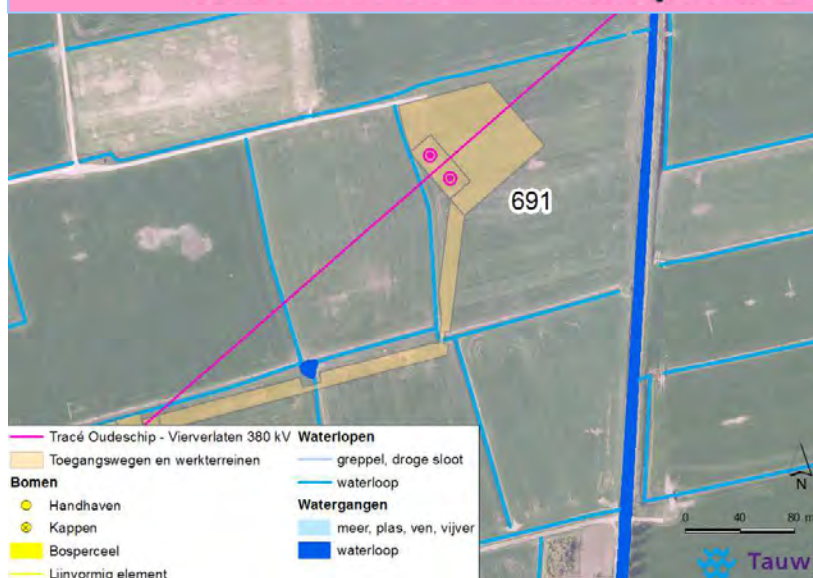 691
Tracé Oudeschip - Vierverlaten 380 kV
Toegangswegen en werkterreinen
Bomen
Handhaven
Kappen
Bosperceel
Lijnvormig element
Waterlopen
greppel, droge sloot
waterloop
Watergangen
meer, plas, ven, vijver
waterloop
N
0 40 80 m
Tauw